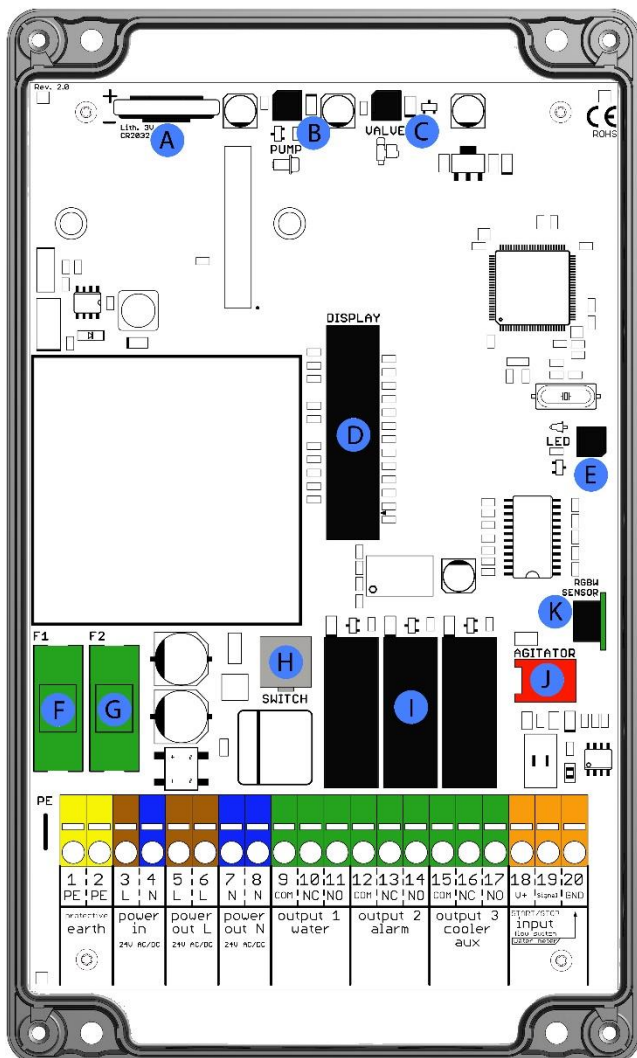 Rev. 2.0
+
-
Lith. 3V
CR2032
A
B
PUMP
VALVE
C
CE
ROHS
DISPLAY
D
LED
E
RGBW
SENSOR
K
F1
F2
F
G
H
SWITCH
I
AGITATOR
J
PE
1 2 3 4 5 6 7 8 9 10 11 12 13 14 15 16 17 18 19 20
PE PE L N L L N N COM NC NO COM NC NO COM NC NO V+ Signal GND
protective earth
power in
24V AC/DC
power out L
24V AC/DC
power out N
24V AC/DC
output 1
water
output 2
alarm
output 3
cooler
aux
START/STOP
input
flow switch
water meter